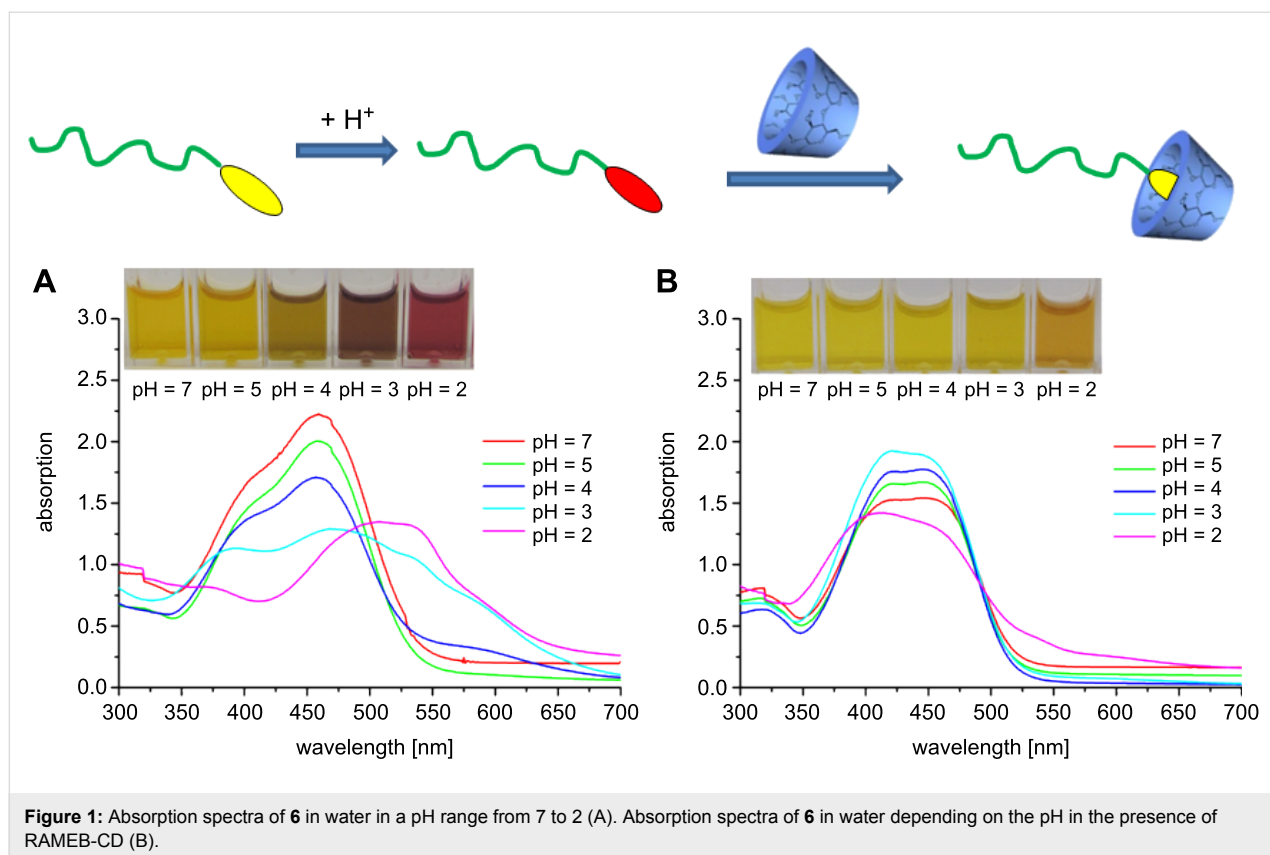 + H⁺
A
3.0
2.5
2.0
1.5
1.0
0.5
0.0
absorption
pH = 7 pH = 5 pH = 4 pH = 3 pH = 2
pH = 7
pH = 5
pH = 4
pH = 3
pH = 2
300 350 400 450 500 550 600 650 700
wavelength [nm]
B
3.0
2.5
2.0
1.5
1.0
0.5
0.0
absorption
pH = 7 pH = 5 pH = 4 pH = 3 pH = 2
pH = 7
pH = 5
pH = 4
pH = 3
pH = 2
300 350 400 450 500 550 600 650 700
wavelength [nm]
Figure 1: Absorption spectra of 6 in water in a pH range from 7 to 2 (A). Absorption spectra of 6 in water depending on the pH in the presence of
RAMEB-CD (B).